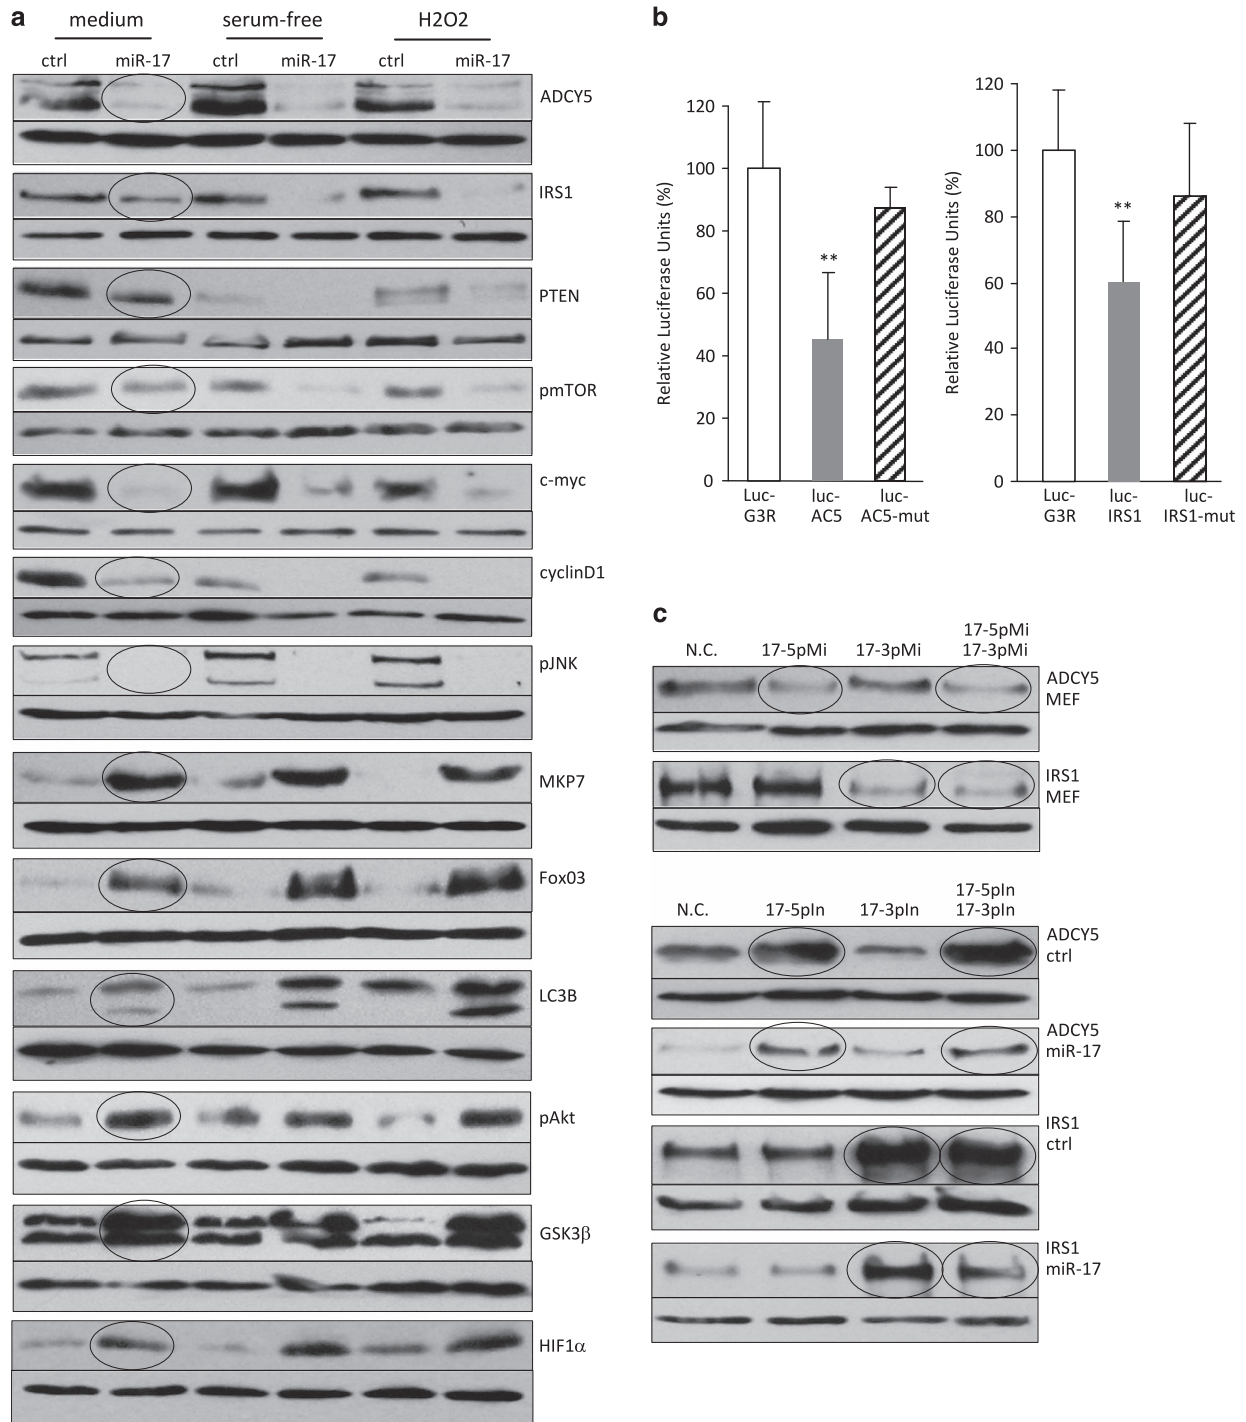 a
medium serum-free H2O2
ctrl miR-17 ctrl miR-17 ctrl miR-17
ADCY5
IRS1
PTEN
pmTOR
c-myc
cyclinD1
pJNK
MKP7
Fox03
LC3B
pAkt
GSK3β
HIF1α
b
Relative Luciferase Units (%)
120
100
80
60
40
20
0
**
Luc-
G3R
luc-
AC5
luc-
AC5-mut
Relative Luciferase Units (%)
120
100
80
60
40
20
0
**
Luc-
G3R
luc-
IRS1
luc-
IRS1-mut
c
N.C. 17-5pMi 17-3pMi
17-5pMi
17-3pMi
ADCY5
MEF
IRS1
MEF
N.C. 17-5pIn 17-3pIn
17-5pIn
17-3pIn
ADCY5
ctrl
ADCY5
miR-17
IRS1
ctrl
IRS1
miR-17